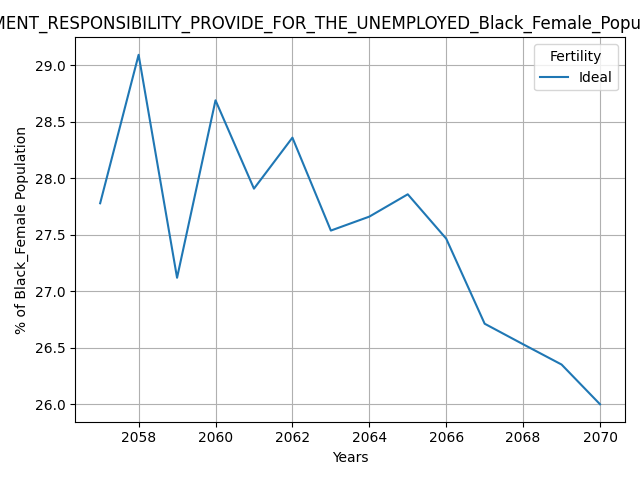 MENT_RESPONSIBILITY_PROVIDE_FOR_THE_UNEMPLOYED_Black_Female_Popu
Fertility
Ideal
% of Black_Female Population
29.0
28.5
28.0
27.5
27.0
26.5
26.0
2058 2060 2062 2064 2066 2068 2070
Years